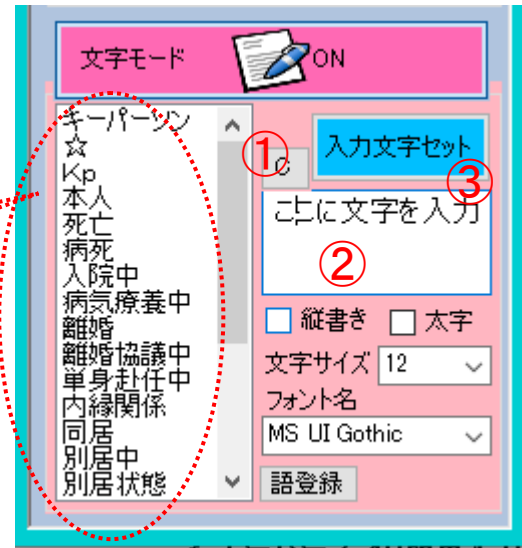 文字モード ON
キーパーソン
☆
Kp
本人
死亡
病死
入院中
病気療養中
離婚
離婚協議中
単身赴任中
内縁関係
同居
別居中
別居状態
①
C
入力文字セット
③
ここに文字を入力
②
縦書き 太字
文字サイズ 12
フォント名
MS UI Gothic
語登録